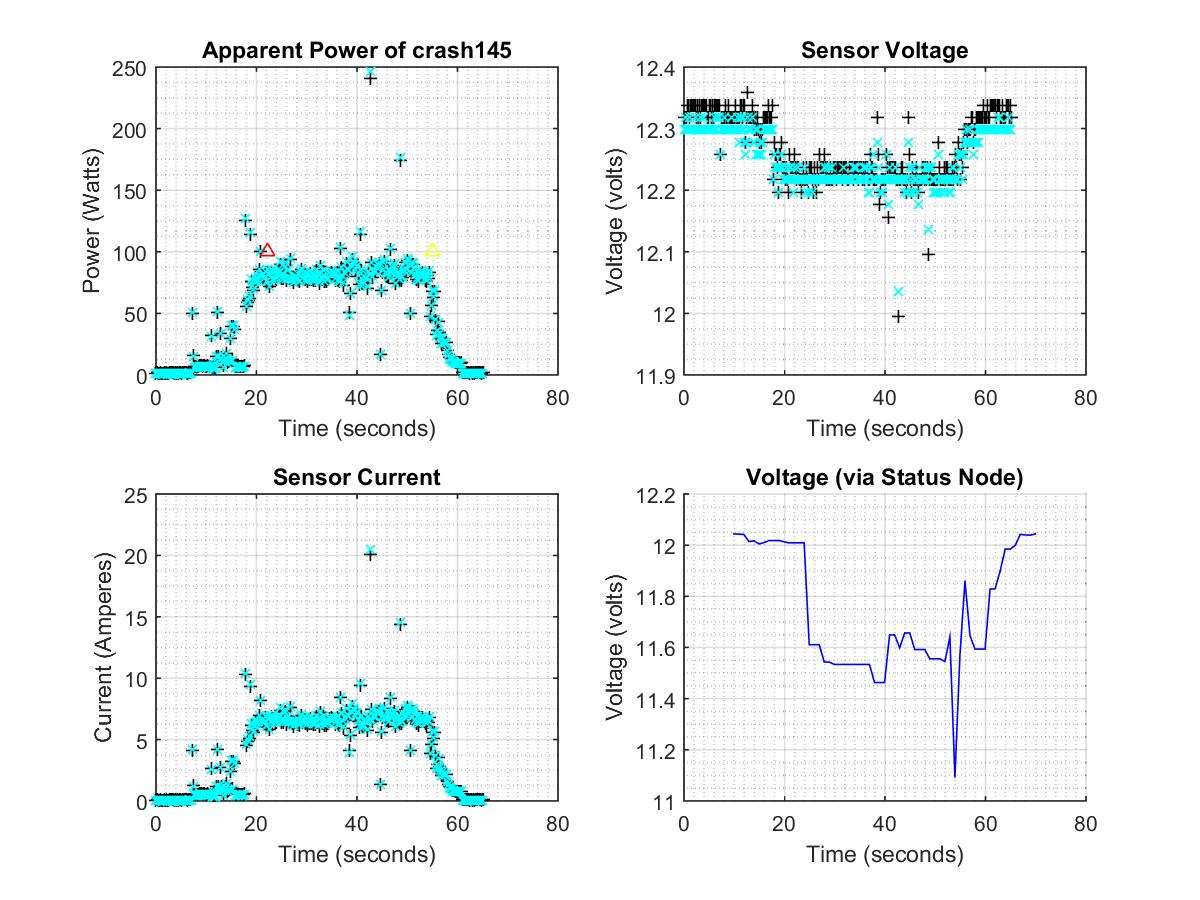 Apparent Power of crash145
250
200
150
100
50
0
Power (Watts)
0 20 40 60 80
Time (seconds)
Sensor Voltage
12.4
12.3
12.2
12.1
12
11.9
Voltage (volts)
0 20 40 60 80
Time (seconds)
Sensor Current
25
20
15
10
5
0
Current (Amperes)
0 20 40 60 80
Time (seconds)
Voltage (via Status Node)
12.2
12
11.8
11.6
11.4
11.2
11
Voltage (volts)
0 20 40 60 80
Time (seconds)